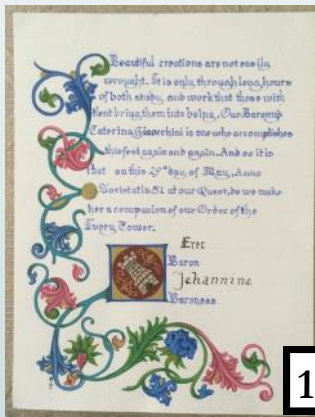 Beautiful creations are not easily
wrought. It is only through long hours
of both study and work that those with
talent bring them into being. Our Baroness
Caterina is one who accomplishes
this feat again and again. And so it is
that on this day of May, Anno
Societatis 51 at our Quest, do we make
her a companion of our Order of the
Ivory Tower.
Eric
Baron
Jehannine
Baroness
1